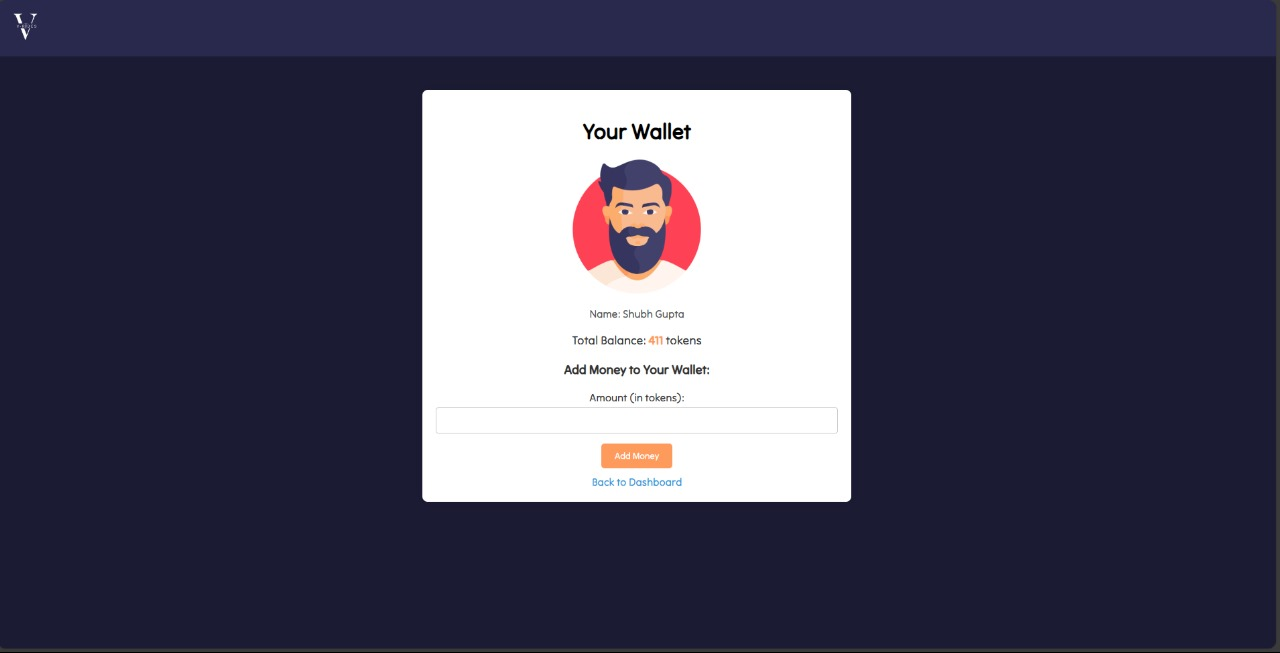 V
Your Wallet
Name: Shubh Gupta
Total Balance: 411 tokens
Add Money to Your Wallet:
Amount (in tokens):
Add Money
Back to Dashboard